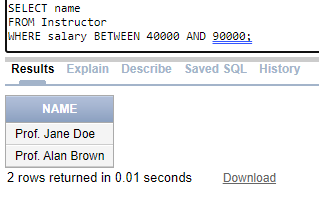 SELECT name
FROM Instructor
WHERE salary BETWEEN 40000 AND 90000;
Results Explain Describe Saved SQL History
NAME
Prof. Jane Doe
Prof. Alan Brown
2 rows returned in 0.01 seconds Download